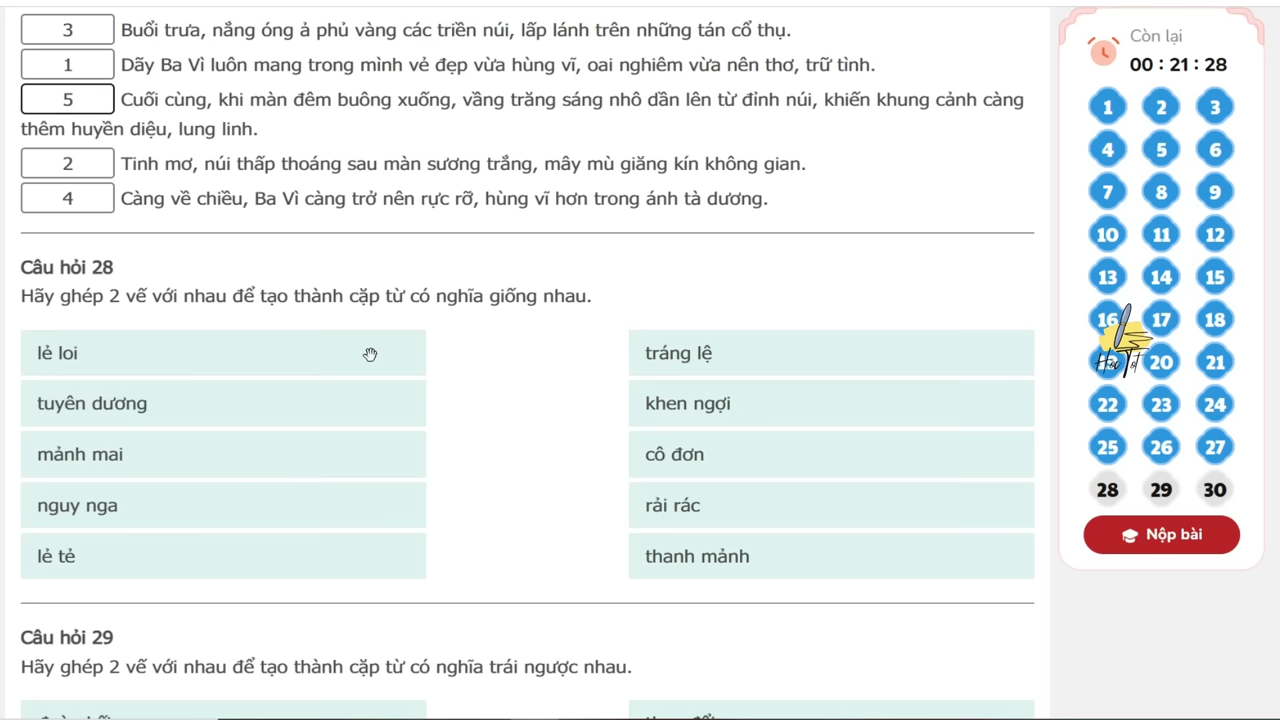 3 Buổi trưa, nắng óng ả phủ vàng các triền núi, lấp lánh trên những tán cổ thụ.
1 Dãy Ba Vì luôn mang trong mình vẻ đẹp vừa hùng vĩ, oai nghiêm vừa nên thơ, trữ tình.
5 Cuối cùng, khi màn đêm buông xuống, vầng trăng sáng nhô dần lên từ đỉnh núi, khiến khung cảnh càng
thêm huyền diệu, lung linh.
2 Tinh mơ, núi thấp thoáng sau màn sương trắng, mây mù giăng kín không gian.
4 Càng về chiều, Ba Vì càng trở nên rực rỡ, hùng vĩ hơn trong ánh tà dương.
Câu hỏi 28
Hãy ghép 2 vế với nhau để tạo thành cặp từ có nghĩa giống nhau.
lẻ loi tráng lệ
tuyên dương khen ngợi
mảnh mai cô đơn
nguy nga rải rác
lẻ tẻ thanh mảnh
Câu hỏi 29
Hãy ghép 2 vế với nhau để tạo thành cặp từ có nghĩa trái ngược nhau.
Còn lại
00 : 21 : 28
1 2 3
4 5 6
7 8 9
10 11 12
13 14 15
16 17 18
Học Tốt 20 21
22 23 24
25 26 27
28 29 30
Nộp bài